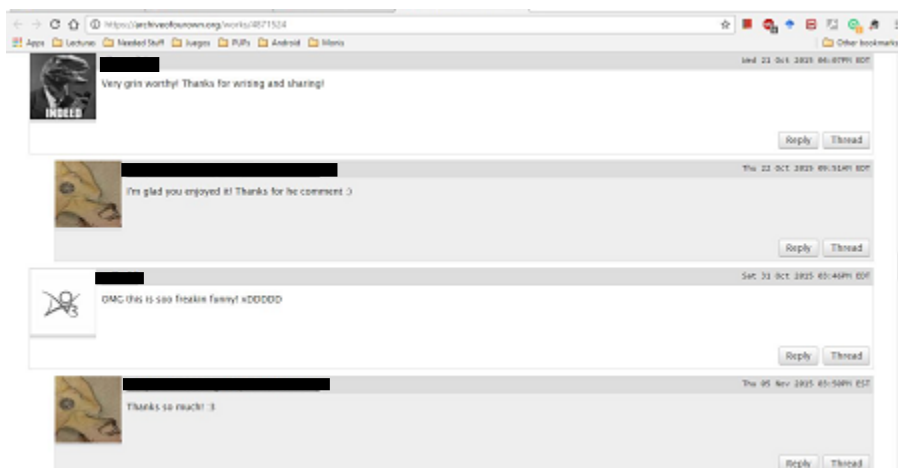 https://archiveofourown.org/works/4871524
Apps Lectures Needed Stuff Juegos PUPs Android Movis Other bookmarks
Wed 21 Oct 2015 06:07PM EDT
Very grin worthy! Thanks for writing and sharing!
INDEED
Reply Thread
Thu 22 Oct 2015 09:51AM EDT
I'm glad you enjoyed it! Thanks for he comment :)
Reply Thread
Sat 31 Oct 2015 03:46PM EDT
OMG this is soo freakin funny! xDDDDD
Reply Thread
Thu 05 Nov 2015 03:50PM EST
Thanks so much! :3
Reply Thread